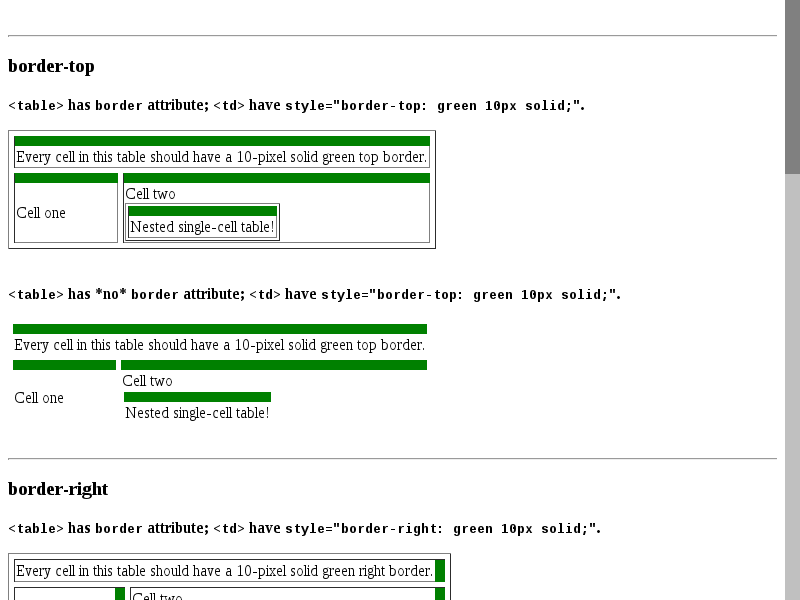 border-top
<table> has border attribute; <td> have style="border-top: green 10px solid;".
Every cell in this table should have a 10-pixel solid green top border.
Cell one
Cell two
Nested single-cell table!
<table> has *no* border attribute; <td> have style="border-top: green 10px solid;".
Every cell in this table should have a 10-pixel solid green top border.
Cell one
Cell two
Nested single-cell table!
border-right
<table> has border attribute; <td> have style="border-right: green 10px solid;".
Every cell in this table should have a 10-pixel solid green right border.
Cell two